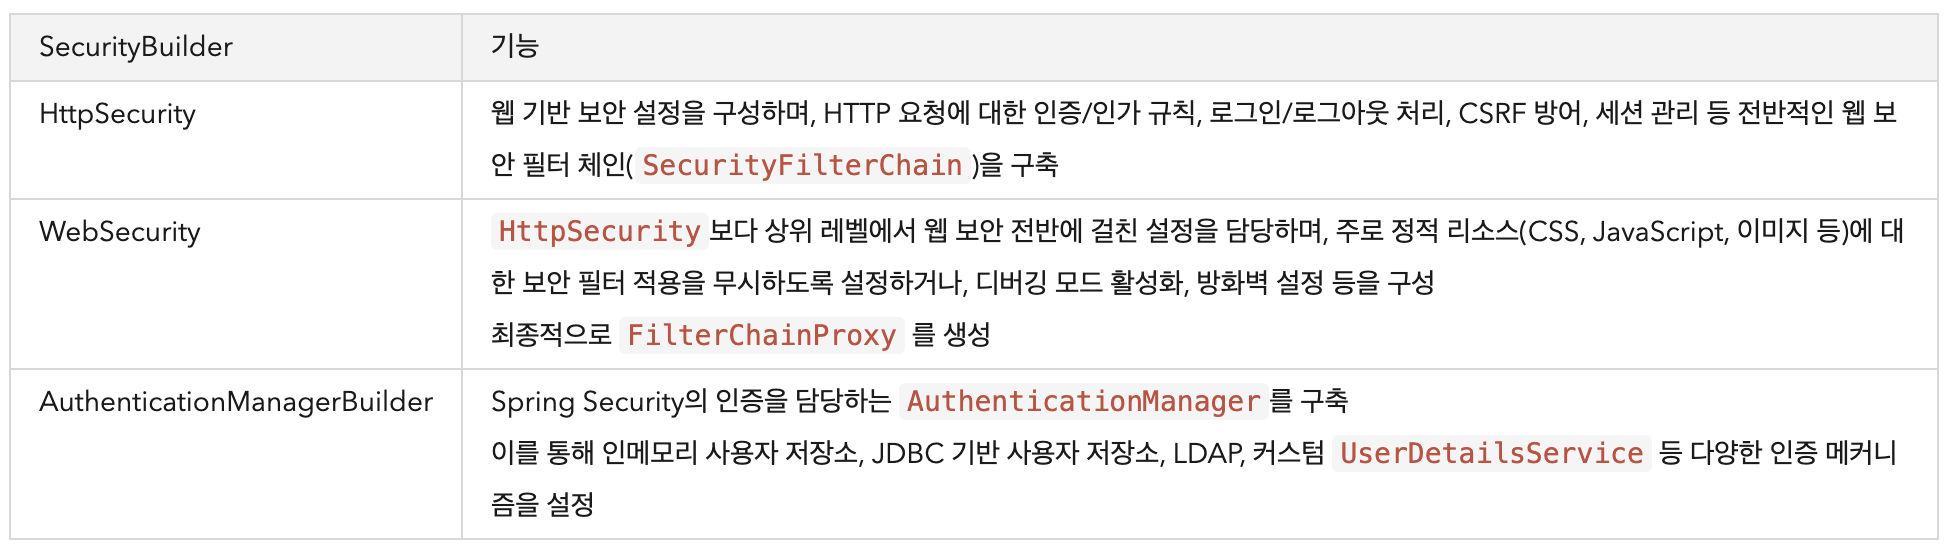 SecurityBuilder
기능
HttpSecurity
웹 기반 보안 설정을 구성하며, HTTP 요청에 대한 인증/인가 규칙, 로그인/로그아웃 처리, CSRF 방어, 세션 관리 등 전반적인 웹 보
안 필터 체인( SecurityFilterChain )을 구축
WebSecurity
HttpSecurity 보다 상위 레벨에서 웹 보안 전반에 걸친 설정을 담당하며, 주로 정적 리소스(CSS, JavaScript, 이미지 등)에 대
한 보안 필터 적용을 무시하도록 설정하거나, 디버깅 모드 활성화, 방화벽 설정 등을 구성
최종적으로 FilterChainProxy 를 생성
AuthenticationManagerBuilder
Spring Security의 인증을 담당하는 AuthenticationManager 를 구축
이를 통해 인메모리 사용자 저장소, JDBC 기반 사용자 저장소, LDAP, 커스텀 UserDetailsService 등 다양한 인증 메커니
즘을 설정